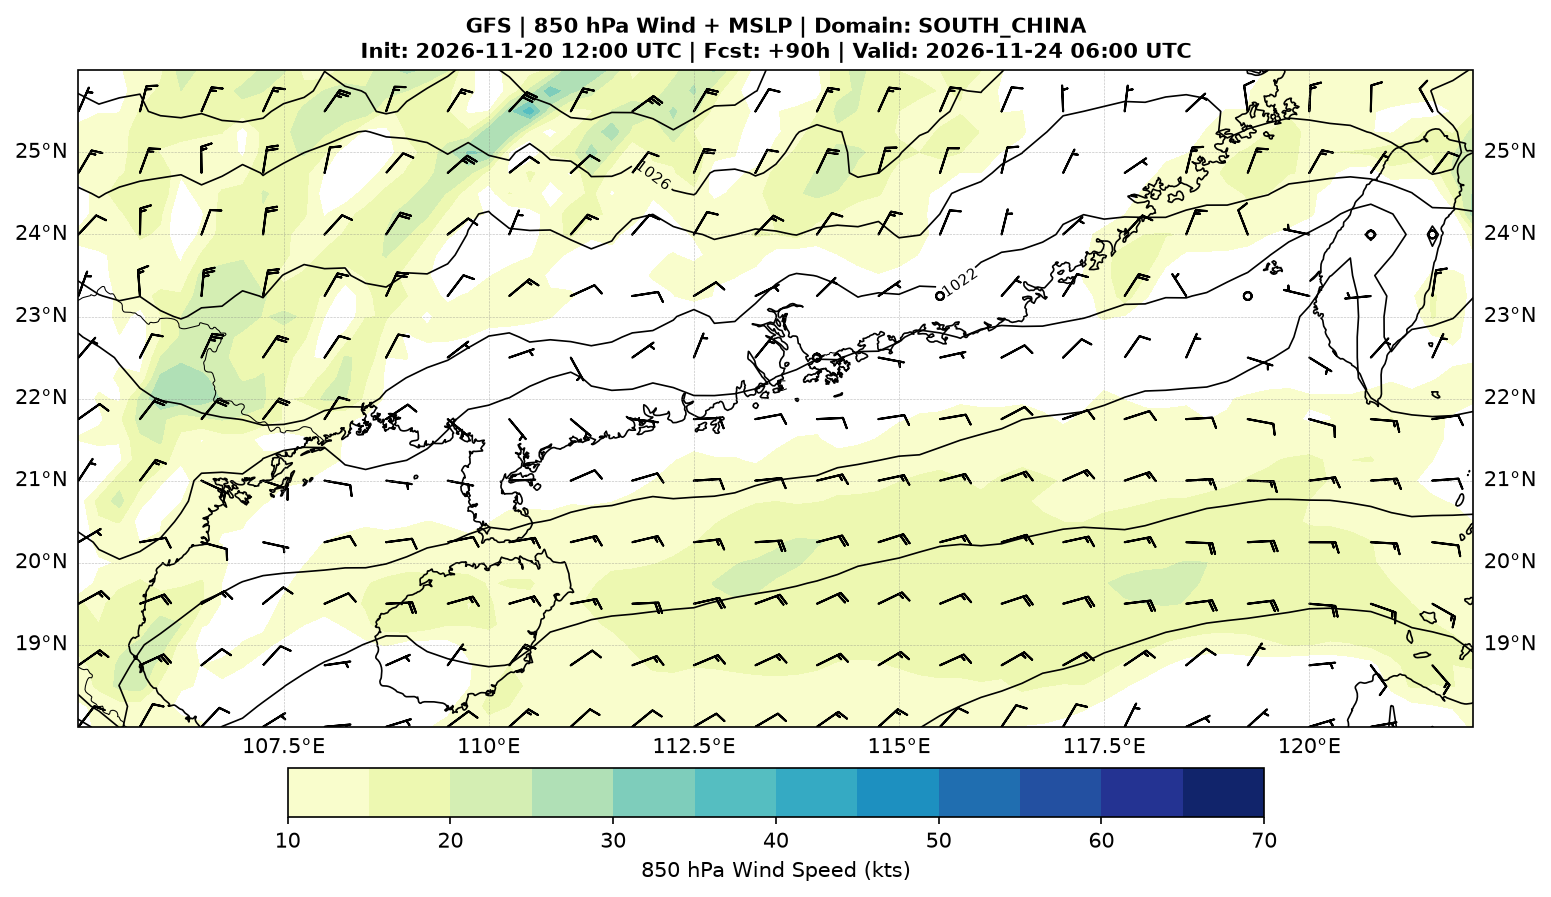 GFS | 850 hPa Wind + MSLP | Domain: SOUTH_CHINA
Init: 2026-11-20 12:00 UTC | Fcst: +90h | Valid: 2026-11-24 06:00 UTC
25°N 25°N
24°N 24°N
23°N 23°N
22°N 22°N
21°N 21°N
20°N 20°N
19°N 19°N
1026
1022
107.5°E 110°E 112.5°E 115°E 117.5°E 120°E
10 20 30 40 50 60 70
850 hPa Wind Speed (kts)